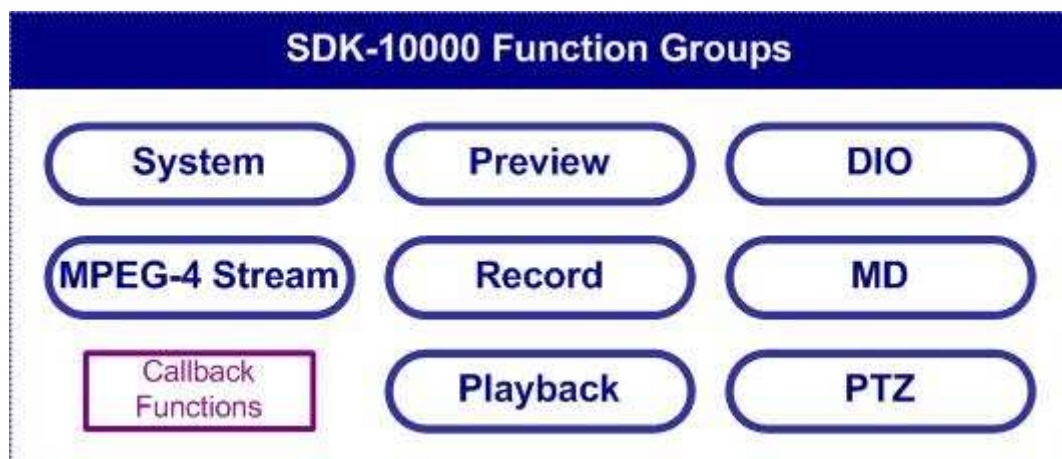 SDK-10000 Function Groups
System
Preview
DIO
MPEG-4 Stream
Record
MD
Callback
Functions
Playback
PTZ